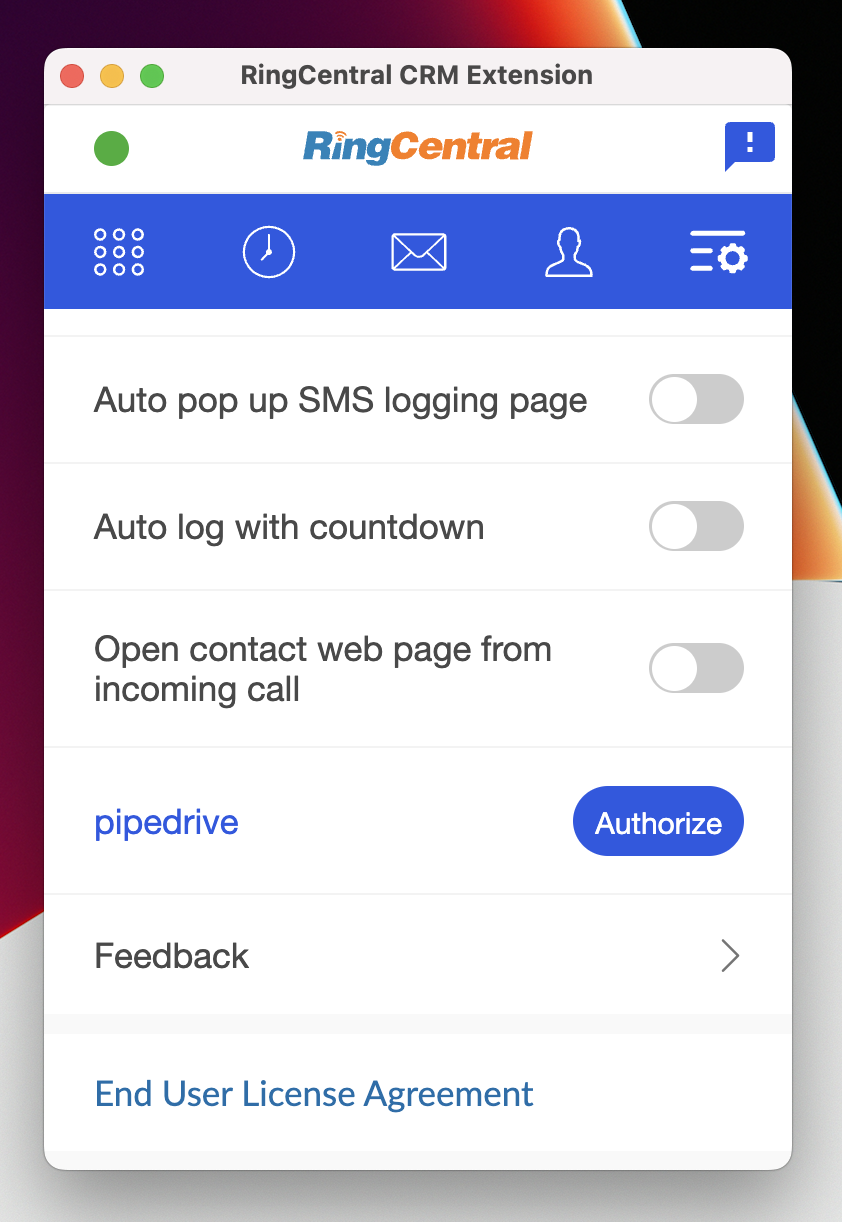 RingCentral CRM Extension
RingCentral
!
Auto pop up SMS logging page
Auto log with countdown
Open contact web page from
incoming call
pipedrive
Authorize
Feedback
End User License Agreement